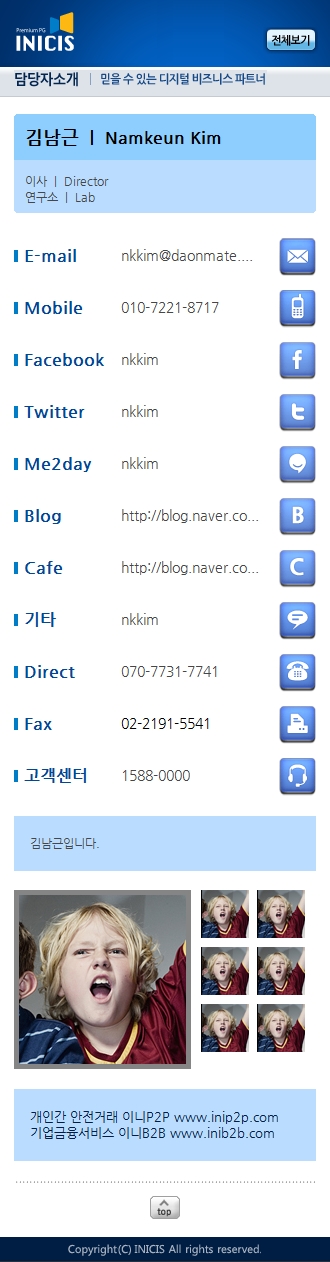 Premium PG
INICIS
전체보기
담당자소개 | 믿을 수 있는 디지털 비즈니스 파트너
김남근 | Namkeun Kim
이사 | Director
연구소 | Lab
E-mail nkkim@daonmate....
Mobile 010-7221-8717
Facebook nkkim f
Twitter nkkim t
Me2day nkkim
Blog http://blog.naver.co... B
Cafe http://blog.naver.co... C
기타 nkkim
Direct 070-7731-7741
Fax 02-2191-5541
고객센터 1588-0000
김남근입니다.
개인간 안전거래 이니P2P www.inip2p.com
기업금융서비스 이니B2B www.inib2b.com
top
Copyright(C) INICIS All rights reserved.